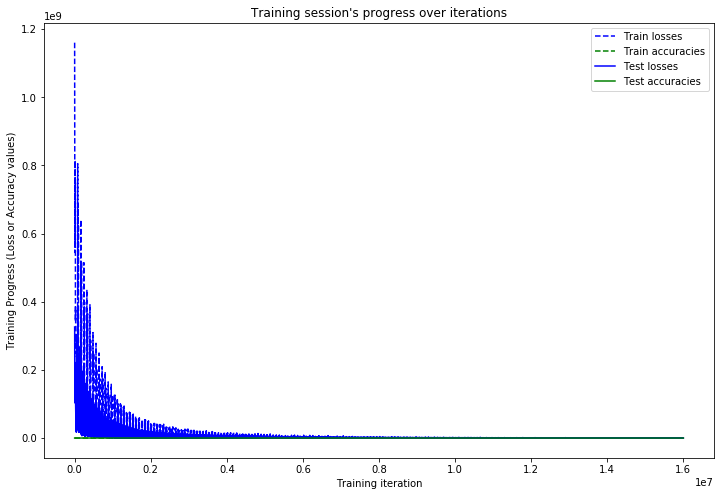 Training session's progress over iterations
1e9
Train losses
Train accuracies
Test losses
Test accuracies
Training Progress (Loss or Accuracy values)
1.2
1.0
0.8
0.6
0.4
0.2
0.0
0.0 0.2 0.4 0.6 0.8 1.0 1.2 1.4 1.6
1e7
Training iteration